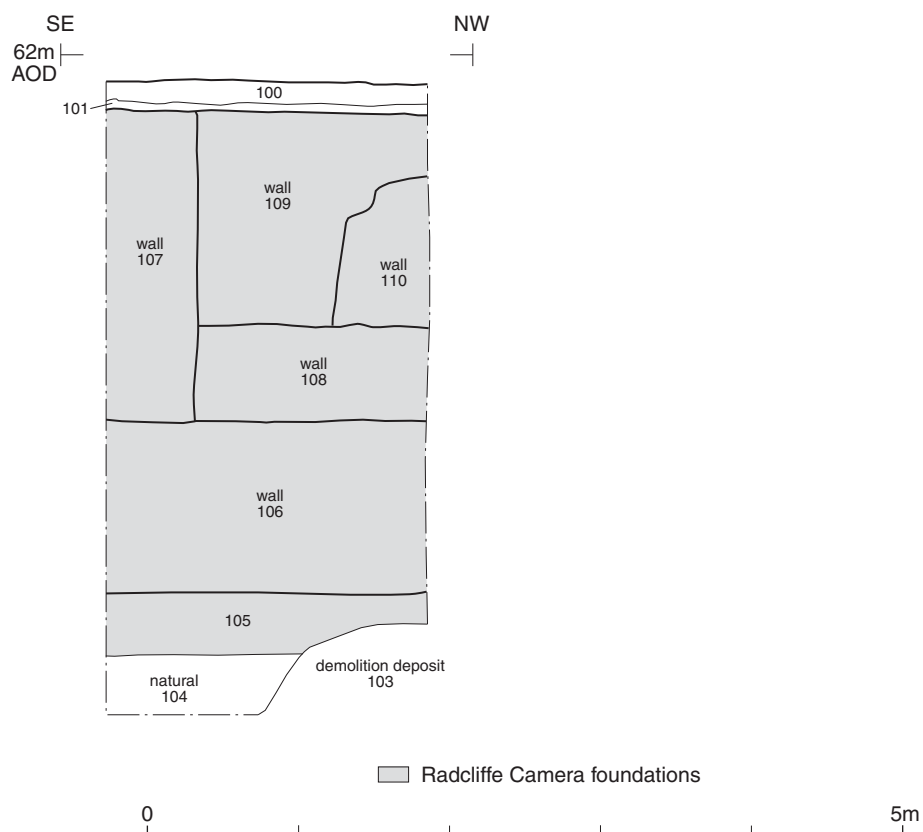 SE
NW
62m
AOD
100
101
wall
109
wall
107
wall
110
wall
108
wall
106
105
demolition deposit
103
natural
104
Radcliffe Camera foundations
0
5m